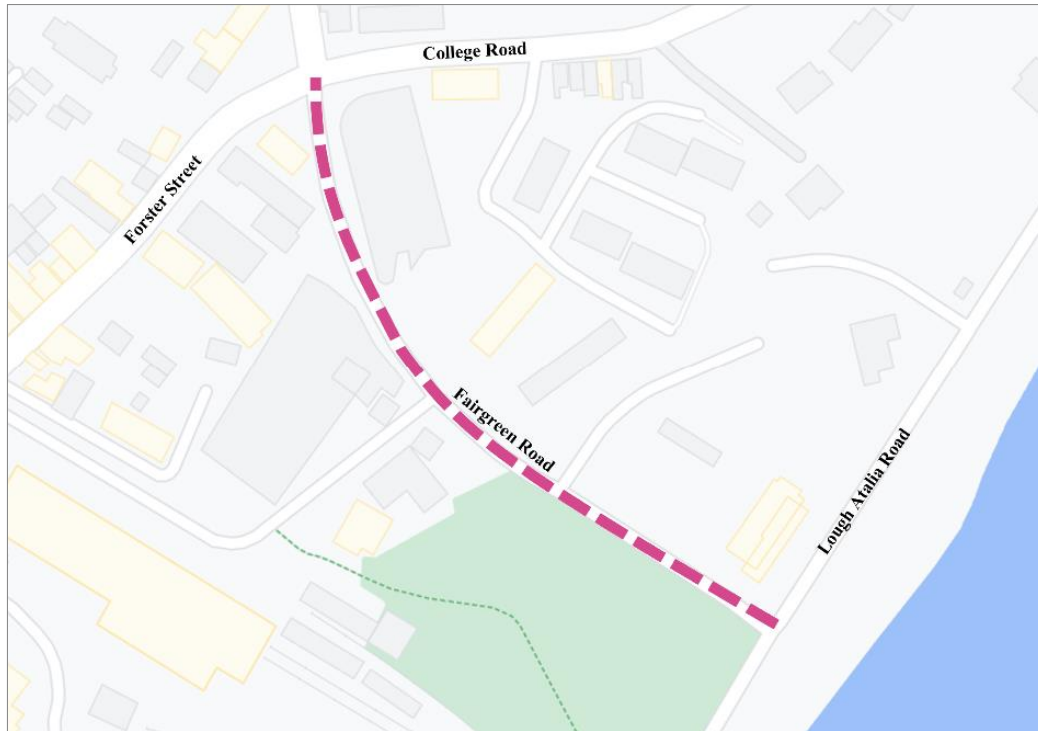 College Road
Forster Street
Fairgreen Road
Lough Atalia Road